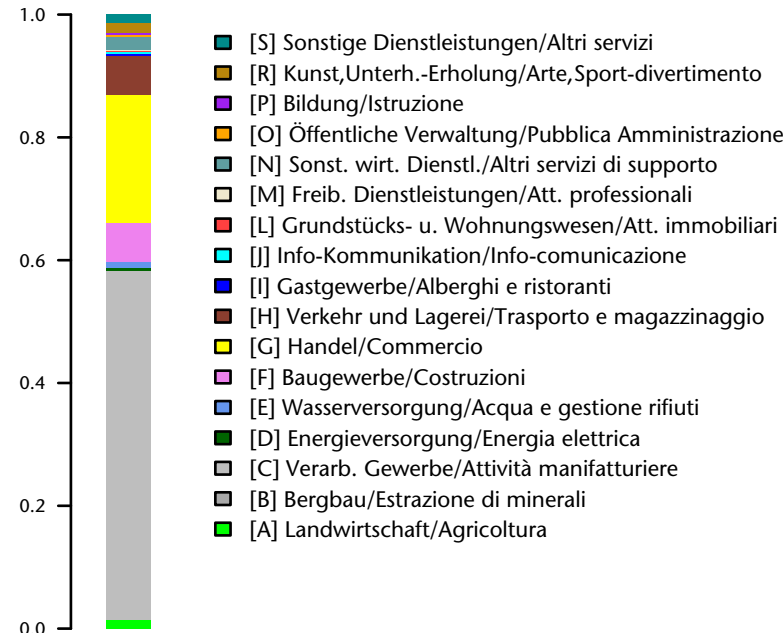 1.0
0.8
0.6
0.4
0.2
0.0
[S] Sonstige Dienstleistungen/Altri servizi
[R] Kunst,Unterh.-Erholung/Arte,Sport-divertimento
[P] Bildung/Istruzione
[O] Öffentliche Verwaltung/Pubblica Amministrazione
[N] Sonst. wirt. Dienstl./Altri servizi di supporto
[M] Freib. Dienstleistungen/Att. professionali
[L] Grundstücks- u. Wohnungswesen/Att. immobiliari
[J] Info-Kommunikation/Info-comunicazione
[I] Gastgewerbe/Alberghi e ristoranti
[H] Verkehr und Lagerei/Trasporto e magazzinaggio
[G] Handel/Commercio
[F] Baugewerbe/Costruzioni
[E] Wasserversorgung/Acqua e gestione rifiuti
[D] Energieversorgung/Energia elettrica
[C] Verarb. Gewerbe/Attività manifatturiere
[B] Bergbau/Estrazione di minerali
[A] Landwirtschaft/Agricoltura